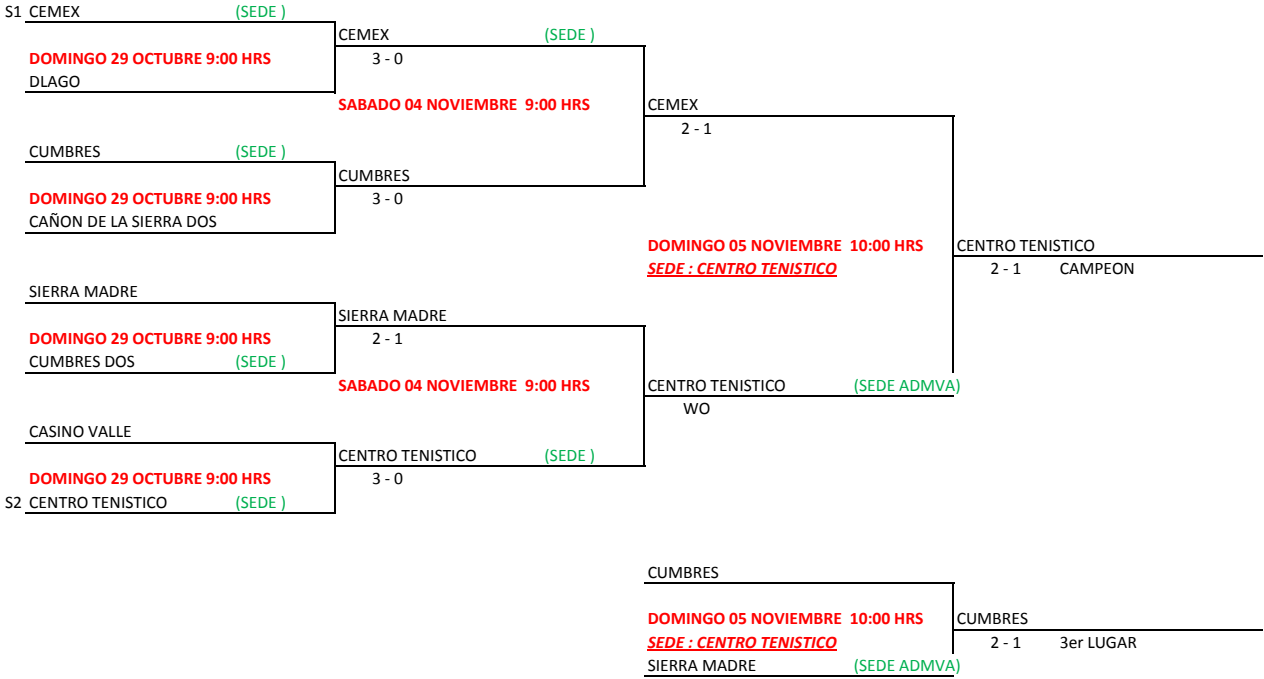 S1 CEMEX (SEDE )
CEMEX (SEDE )
DOMINGO 29 OCTUBRE 9:00 HRS 3 - 0
DLAGO
SABADO 04 NOVIEMBRE 9:00 HRS CEMEX
2 - 1
CUMBRES (SEDE )
CUMBRES
DOMINGO 29 OCTUBRE 9:00 HRS 3 - 0
CAÑON DE LA SIERRA DOS
DOMINGO 05 NOVIEMBRE 10:00 HRS CENTRO TENISTICO
SEDE : CENTRO TENISTICO 2 - 1 CAMPEON
SIERRA MADRE
SIERRA MADRE
DOMINGO 29 OCTUBRE 9:00 HRS 2 - 1
CUMBRES DOS (SEDE )
SABADO 04 NOVIEMBRE 9:00 HRS CENTRO TENISTICO (SEDE ADMVA)
WO
CASINO VALLE
CENTRO TENISTICO (SEDE )
DOMINGO 29 OCTUBRE 9:00 HRS 3 - 0
S2 CENTRO TENISTICO (SEDE )
CUMBRES
DOMINGO 05 NOVIEMBRE 10:00 HRS CUMBRES
SEDE : CENTRO TENISTICO 2 - 1 3er LUGAR
SIERRA MADRE (SEDE ADMVA)